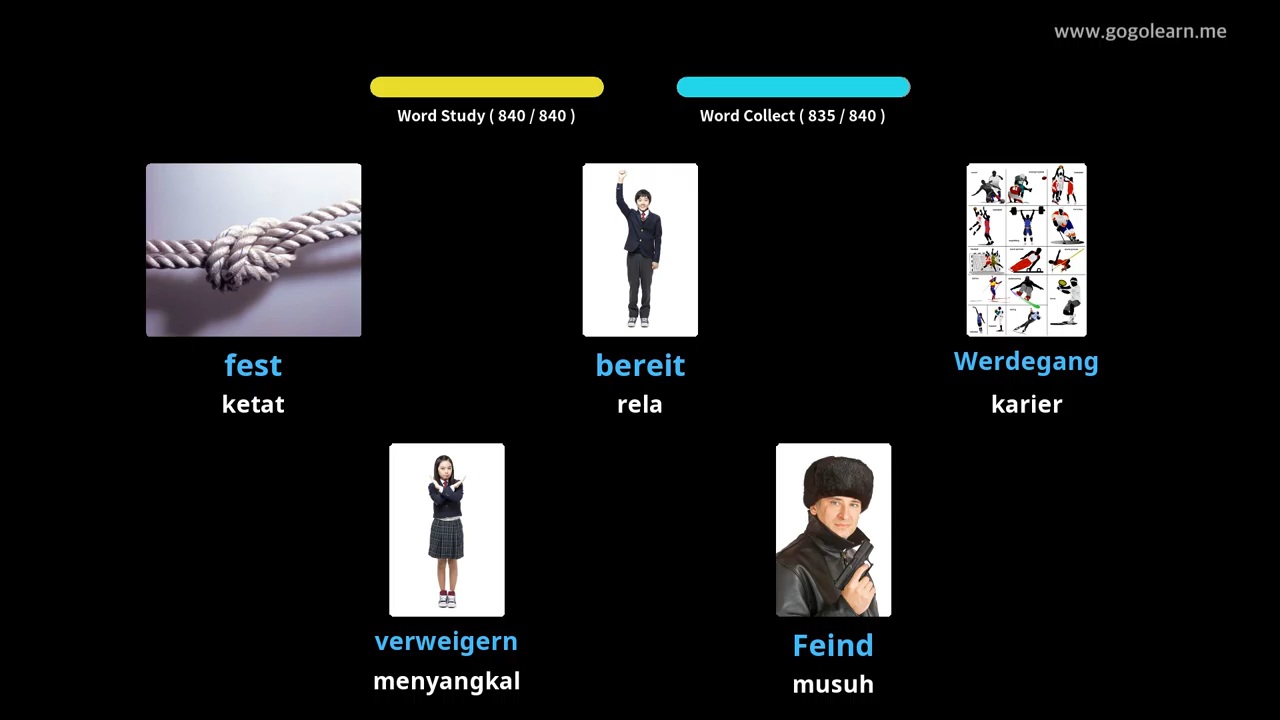 www.gogolearn.me
Word Study ( 840 / 840 )
Word Collect ( 835 / 840 )
fest
ketat
bereit
rela
Werdegang
karier
verweigern
menyangkal
Feind
musuh